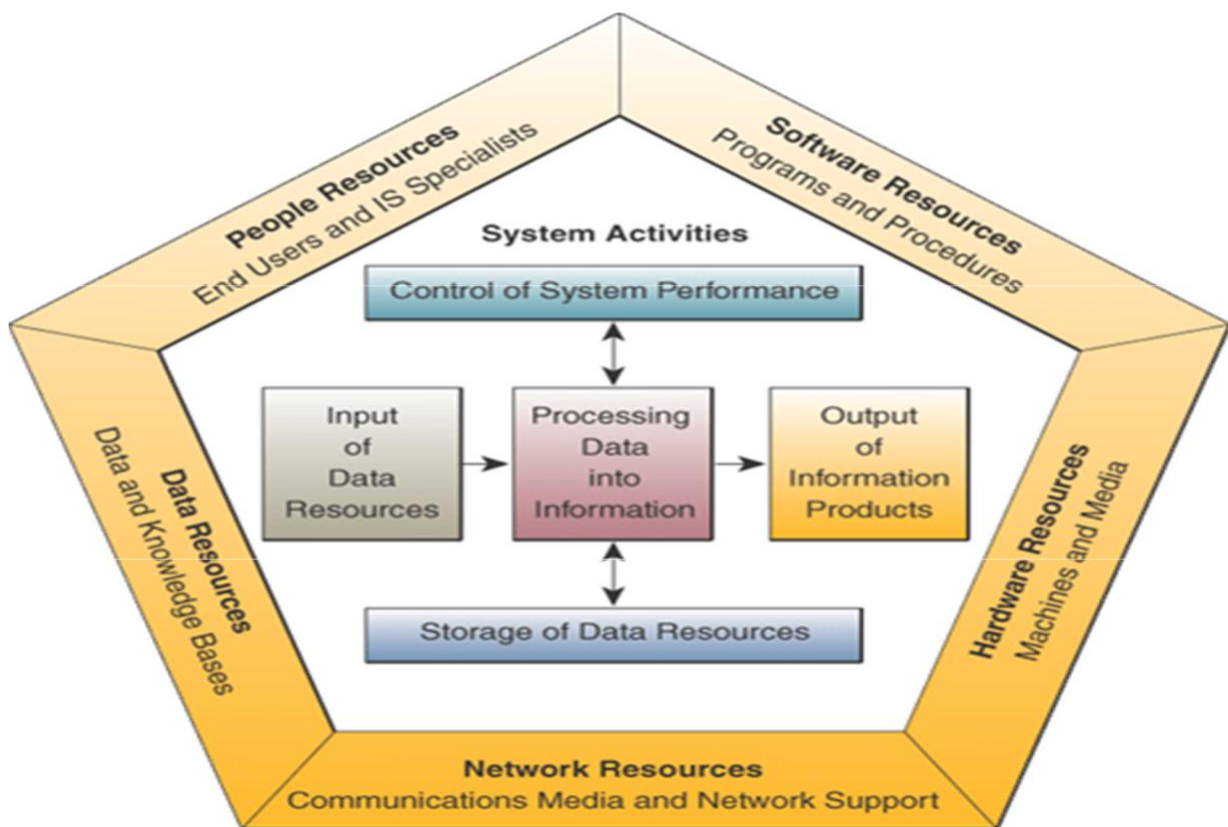 People Resources
End Users and IS Specialists
Software Resources
Programs and Procedures
System Activities
Control of System Performance
Input
of
Data
Resources
Processing
Data
into
Information
Output
of
Information
Products
Storage of Data Resources
Data Resources
Data and Knowledge Bases
Hardware Resources
Machines and Media
Network Resources
Communications Media and Network Support